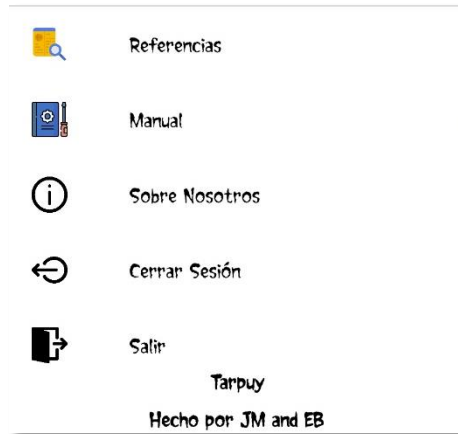 Referencias
Manual
Sobre Nosotros
Cerrar Sesión
Salir
Tarpuy
Hecho por JM and EB